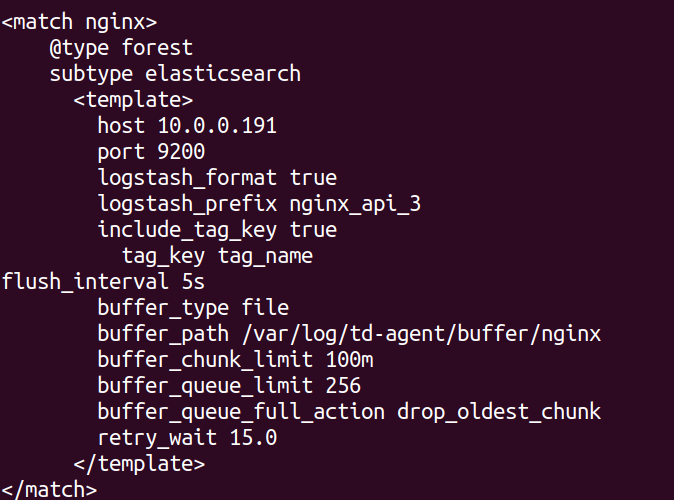 <match nginx>
    @type forest
    subtype elasticsearch
      <template>
        host 10.0.0.191
        port 9200
        logstash_format true
        logstash_prefix nginx_api_3
        include_tag_key true
          tag_key tag_name
flush_interval 5s
        buffer_type file
        buffer_path /var/log/td-agent/buffer/nginx
        buffer_chunk_limit 100m
        buffer_queue_limit 256
        buffer_queue_full_action drop_oldest_chunk
        retry_wait 15.0
      </template>
</match>